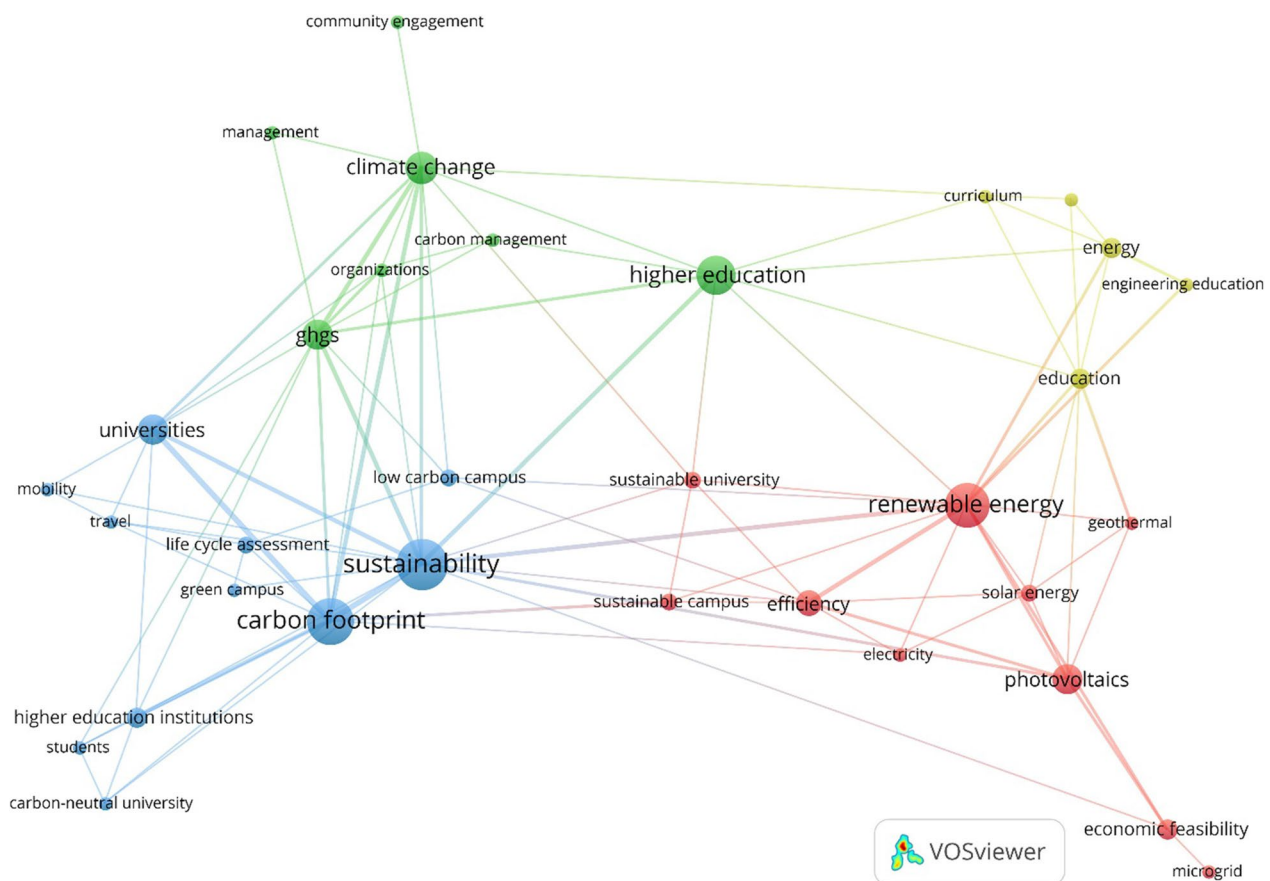 community engagement
management
climate change
curriculum
carbon management
energy
organizations
higher education
engineering education
ghgs
education
universities
low carbon campus
sustainable university
mobility
renewable energy
travel
geothermal
life cycle assessment
sustainability
green campus
sustainable campus
efficiency
solar energy
carbon footprint
electricity
photovoltaics
higher education institutions
students
carbon-neutral university
economic feasibility
VOSviewer
microgrid